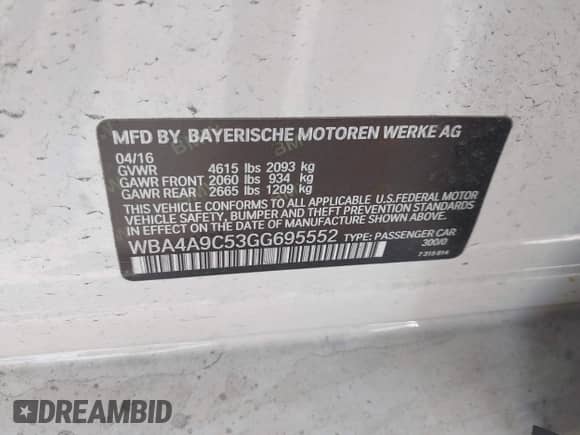 MFD BY BAYERISCHE MOTOREN WERKE AG
04/16
GVWR 4615 lbs 2093 kg
GAWR FRONT 2060 lbs 934 kg
GAWR REAR 2665 lbs 1209 kg
THIS VEHICLE CONFORMS TO ALL APPLICABLE U.S.FEDERAL MOTOR
VEHICLE SAFETY, BUMPER AND THEFT PREVENTION STANDARDS
IN EFFECT ON THE DATE OF MANUFACTURE SHOWN ABOVE.
WBA4A9C53GG695552 TYPE: PASSENGER CAR
300/0
DREAMBID